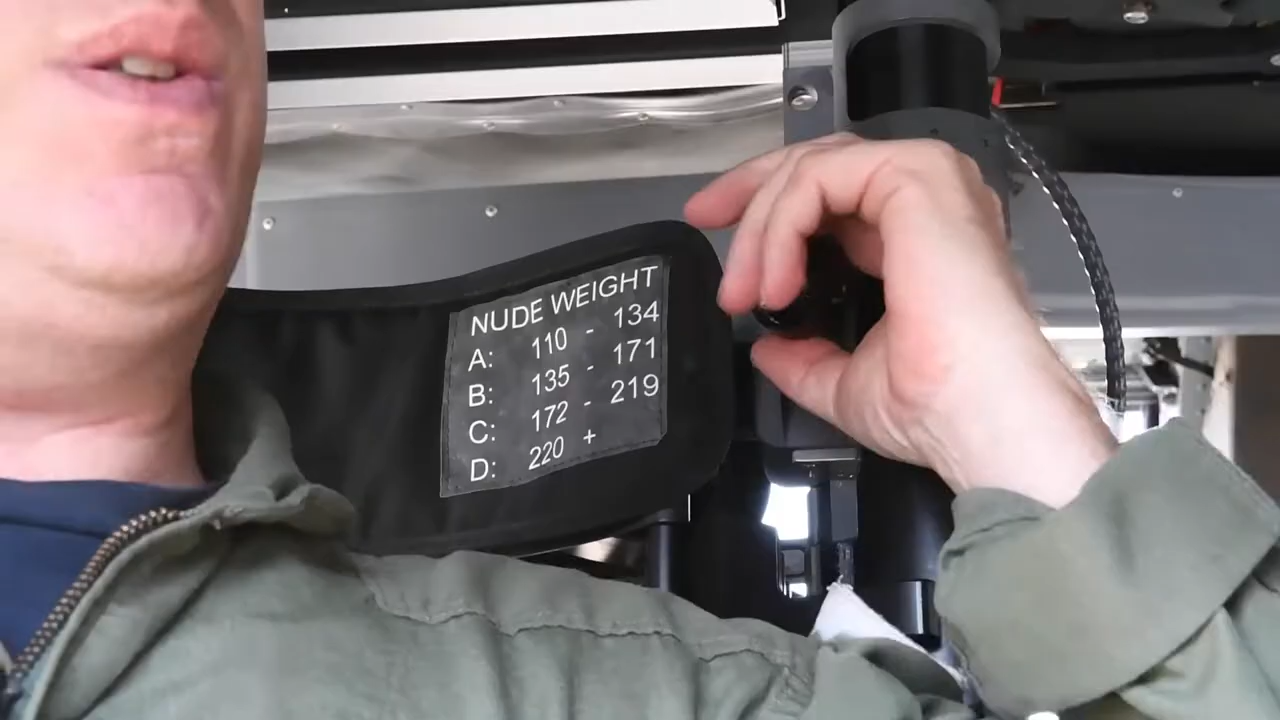 NUDE WEIGHT
A: 110 - 134
B: 135 - 171
C: 172 - 219
D: 220 +